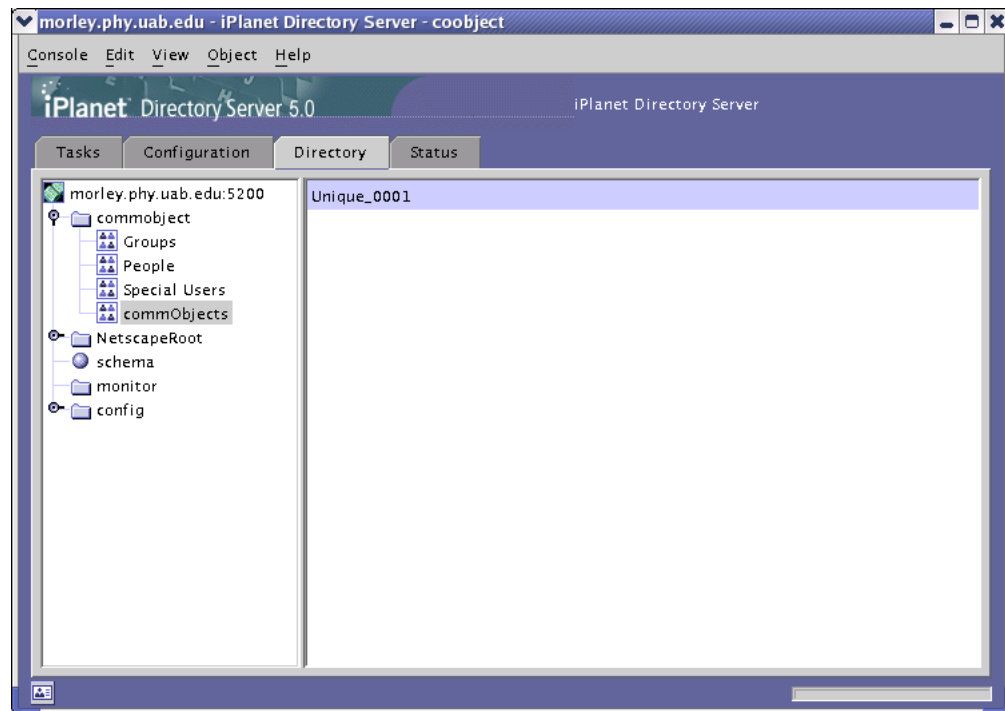 morley.phy.uab.edu - iPlanet Directory Server - coobject
Console Edit View Object Help
iPlanet Directory Server 5.0
iPlanet Directory Server
Tasks Configuration Directory Status
morley.phy.uab.edu:5200
commobject
Groups
People
Special Users
commObjects
NetscapeRoot
schema
monitor
config
Unique_0001